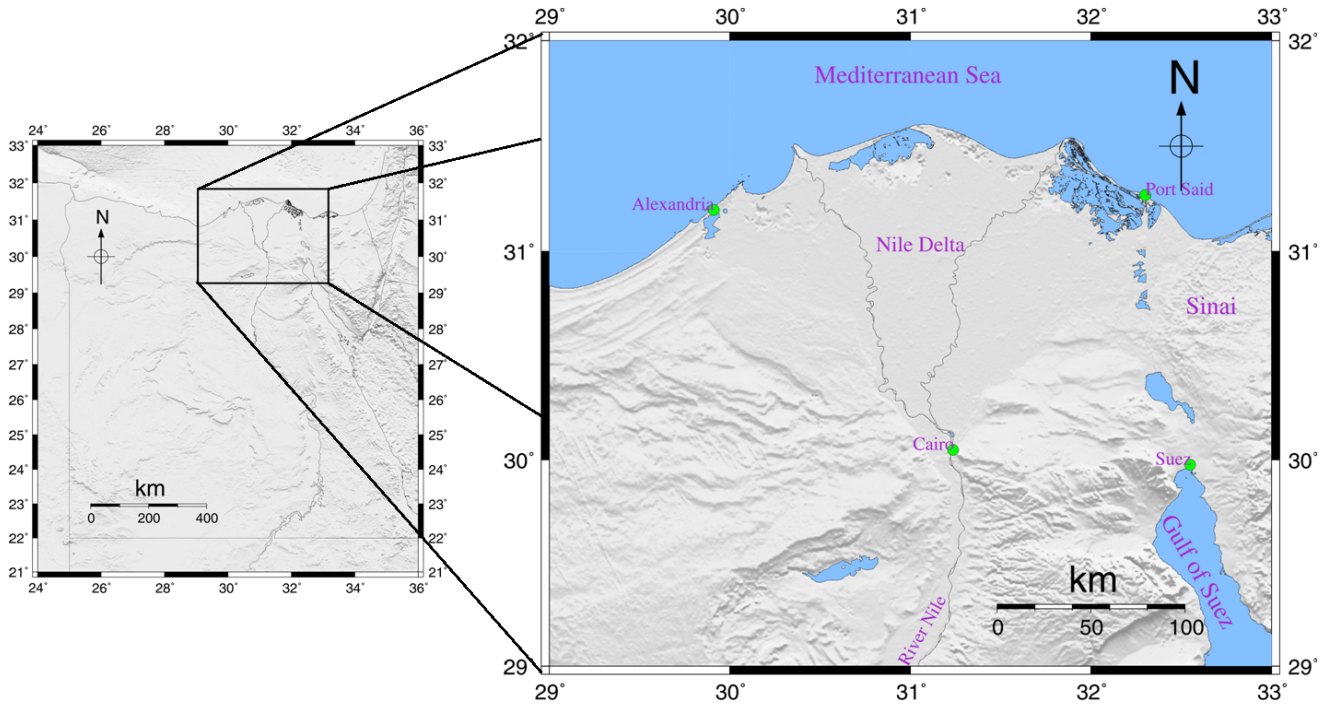 24° 26° 28° 30° 32° 34° 36°
33° 33°
32° 32°
31° 31°
30° 30°
29° 29°
28° 28°
27° 27°
26° 26°
25° 25°
24° 24°
23° 23°
22° 22°
21° 21°
24° 26° 28° 30° 32° 34° 36°
N
km
0 200 400
29° 30° 31° 32° 33°
32° 32°
31° 31°
30° 30°
29° 29°
29° 30° 31° 32° 33°
Mediterranean Sea
N
Alexandria
Port Said
Nile Delta
Sinai
Cairo
Suez
Gulf of Suez
River Nile
km
0 50 100